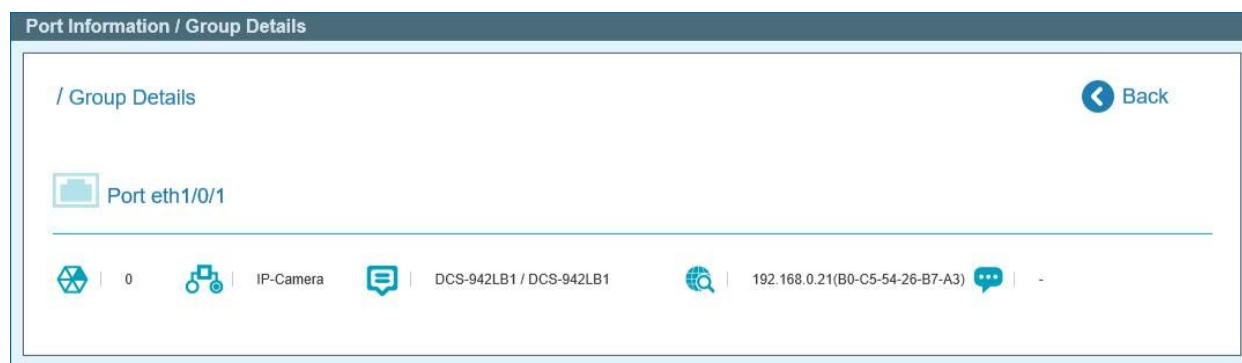 Port Information / Group Details
/ Group Details
Back
Port eth1/0/1
0 IP-Camera DCS-942LB1 / DCS-942LB1 192.168.0.21(B0-C5-54-26-B7-A3) -